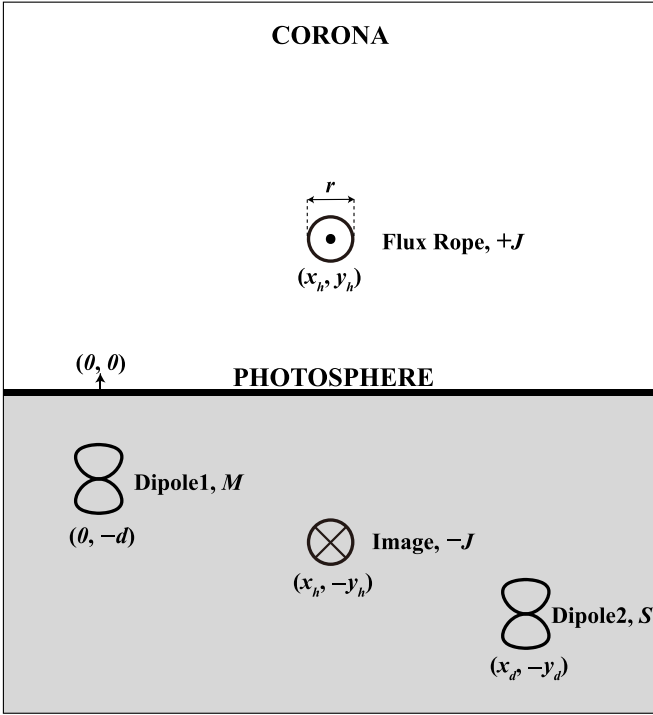 CORONA
r
Flux Rope, +J
(x_h, y_h)
(0, 0)
PHOTOSPHERE
Dipole1, M
(0, −d)
Image, −J
(x_h, −y_h)
Dipole2, S
(x_d, −y_d)